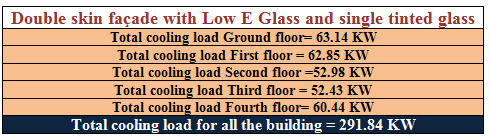 Double skin façade with Low E Glass and single tinted glass
Total cooling load Ground floor= 63.14 KW
Total cooling load First floor = 62.85 KW
Total cooling load Second floor =52.98 KW
Total cooling load Third floor = 52.43 KW
Total cooling load Fourth floor= 60.44 KW
Total cooling load for all the building = 291.84 KW